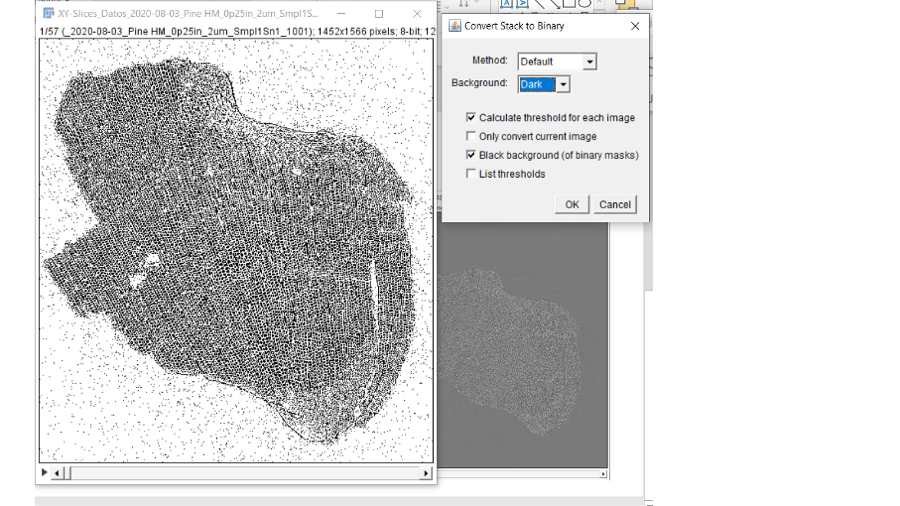 XY-Slices_Datos_2020-08-03_Pine HM_0p25in_2um_Smpl1S...
1/57 (_2020-08-03_Pine HM_0p25in_2um_Smpl1Sn1_1001); 1452x1566 pixels; 8-bit; 12
Convert Stack to Binary
Method: Default
Background: Dark
Calculate threshold for each image
Only convert current image
Black background (of binary masks)
List thresholds
OK Cancel